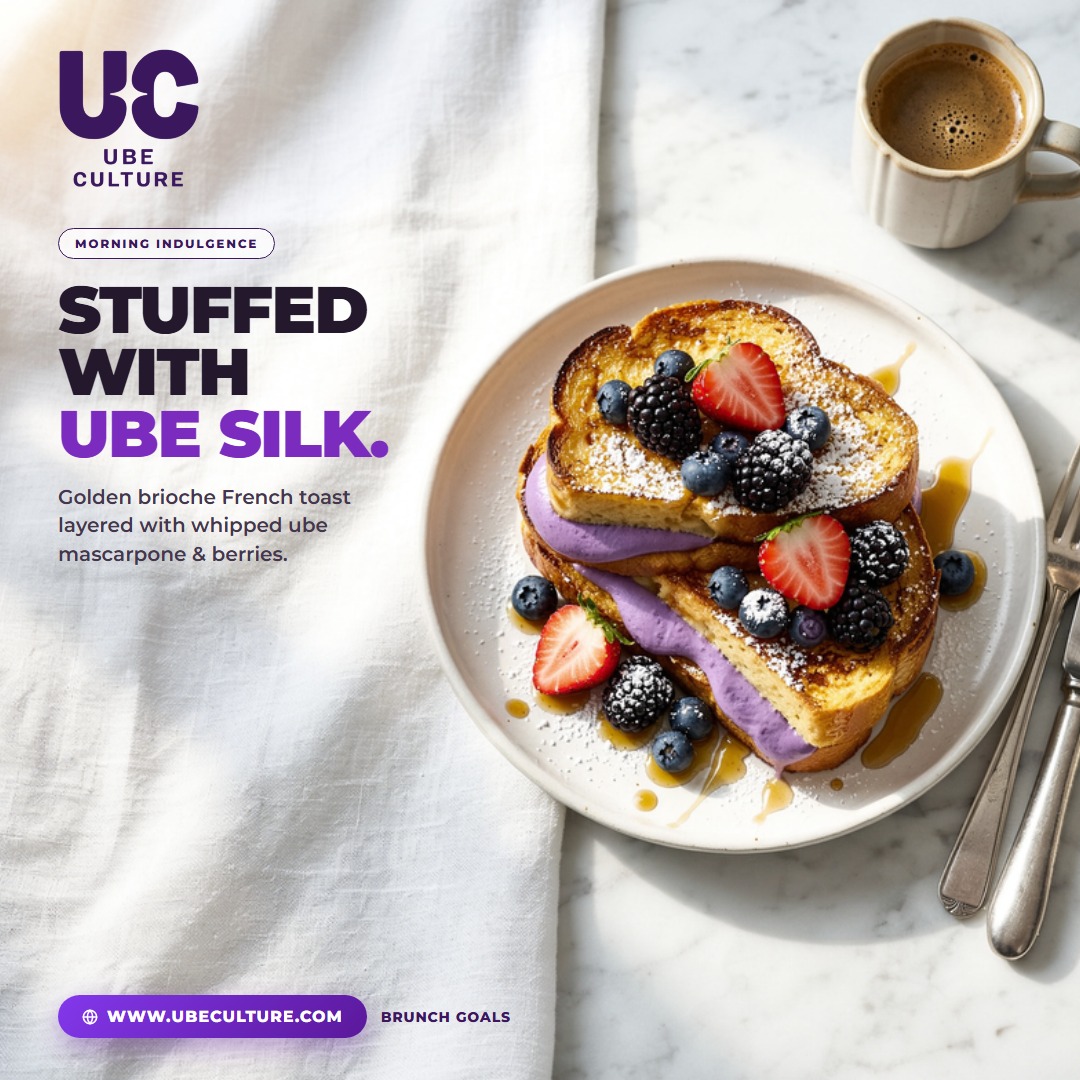 UC
UBE
CULTURE
MORNING INDULGENCE
STUFFED
WITH
UBE SILK.
Golden brioche French toast
layered with whipped ube
mascarpone & berries.
WWW.UBECULTURE.COM
BRUNCH GOALS